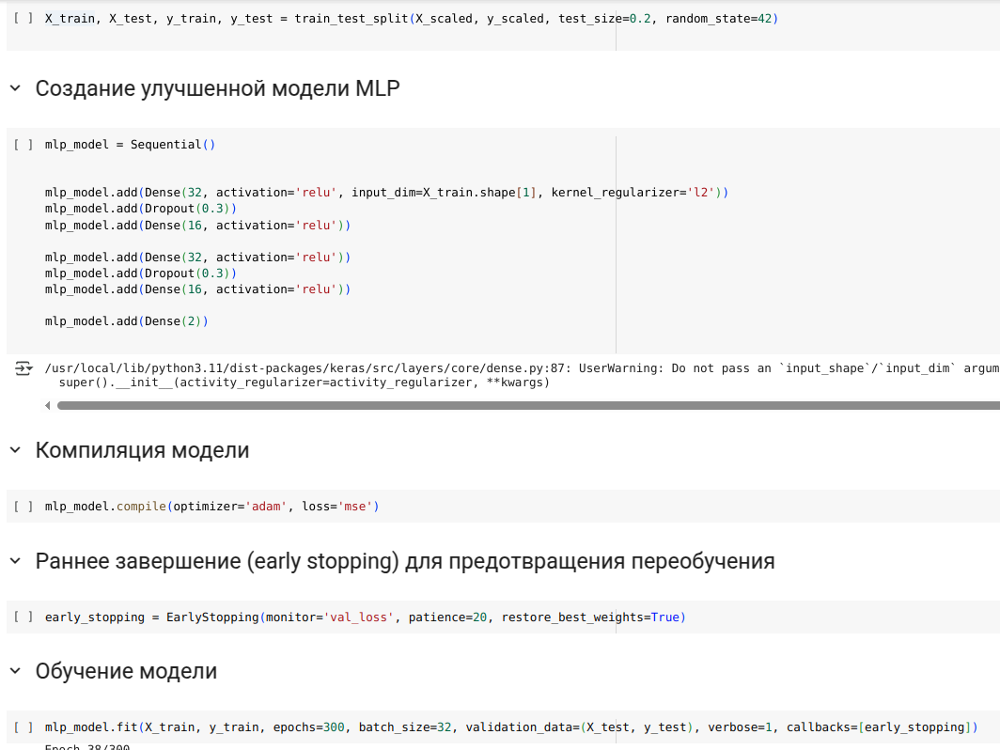 [ ] X_train, X_test, y_train, y_test = train_test_split(X_scaled, y_scaled, test_size=0.2, random_state=42)
Создание улучшенной модели MLP
[ ] mlp_model = Sequential()
mlp_model.add(Dense(32, activation='relu', input_dim=X_train.shape[1], kernel_regularizer='l2'))
mlp_model.add(Dropout(0.3))
mlp_model.add(Dense(16, activation='relu'))
mlp_model.add(Dense(32, activation='relu'))
mlp_model.add(Dropout(0.3))
mlp_model.add(Dense(16, activation='relu'))
mlp_model.add(Dense(2))
/usr/local/lib/python3.11/dist-packages/keras/src/layers/core/dense.py:87: UserWarning: Do not pass an `input_shape`/`input_dim` argum
super().__init__(activity_regularizer=activity_regularizer, **kwargs)
Компиляция модели
[ ] mlp_model.compile(optimizer='adam', loss='mse')
Раннее завершение (early stopping) для предотвращения переобучения
[ ] early_stopping = EarlyStopping(monitor='val_loss', patience=20, restore_best_weights=True)
Обучение модели
[ ] mlp_model.fit(X_train, y_train, epochs=300, batch_size=32, validation_data=(X_test, y_test), verbose=1, callbacks=[early_stopping])
Epoch 38/300